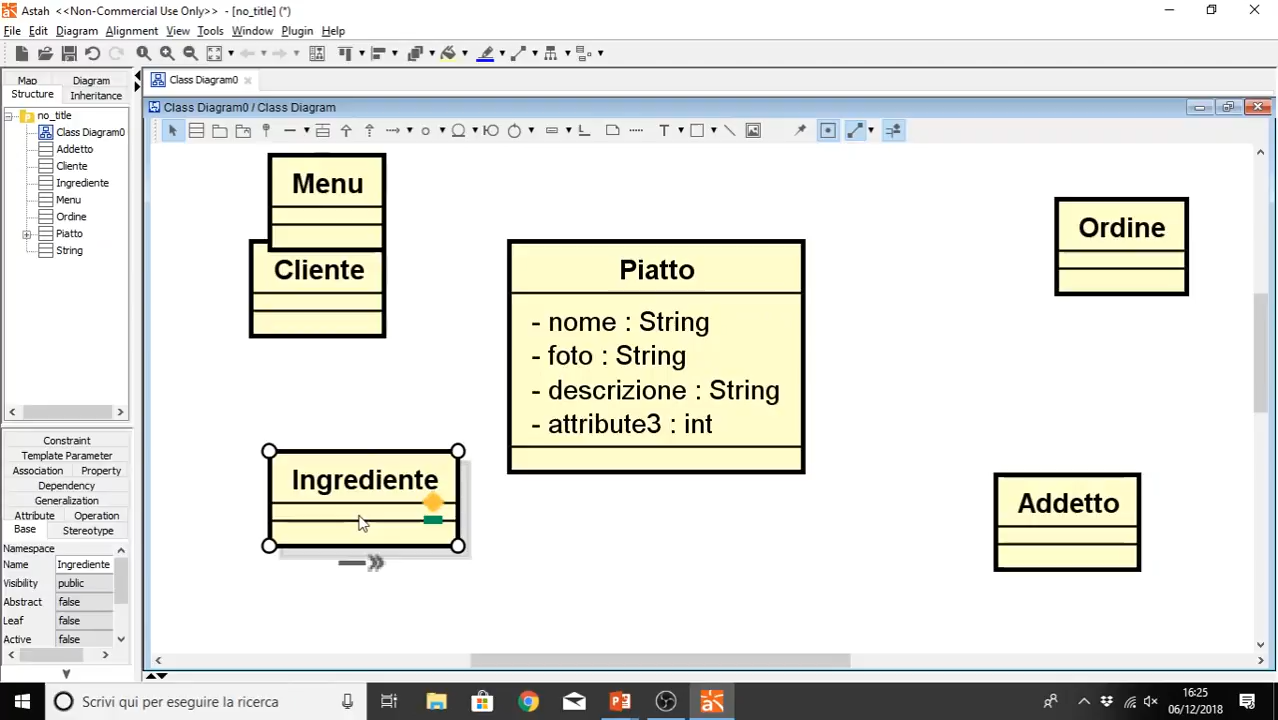 Astah <<Non-Commercial Use Only>> - [no_title] (*)
File Edit Diagram Alignment View Tools Window Plugin Help
Map Diagram
Structure Inheritance
no_title
Class Diagram0
Addetto
Cliente
Ingrediente
Menu
Ordine
Piatto
String
Constraint
Template Parameter
Association Property
Dependency
Generalization
Attribute Operation
Base Stereotype
Namespace
Name Ingrediente
Visibility public
Abstract false
Leaf false
Active false
Class Diagram0
Class Diagram0 / Class Diagram
T
Menu
Cliente
Piatto
- nome : String
- foto : String
- descrizione : String
- attribute3 : int
Ordine
Ingrediente
Addetto
Scrivi qui per eseguire la ricerca
16:25
06/12/2018